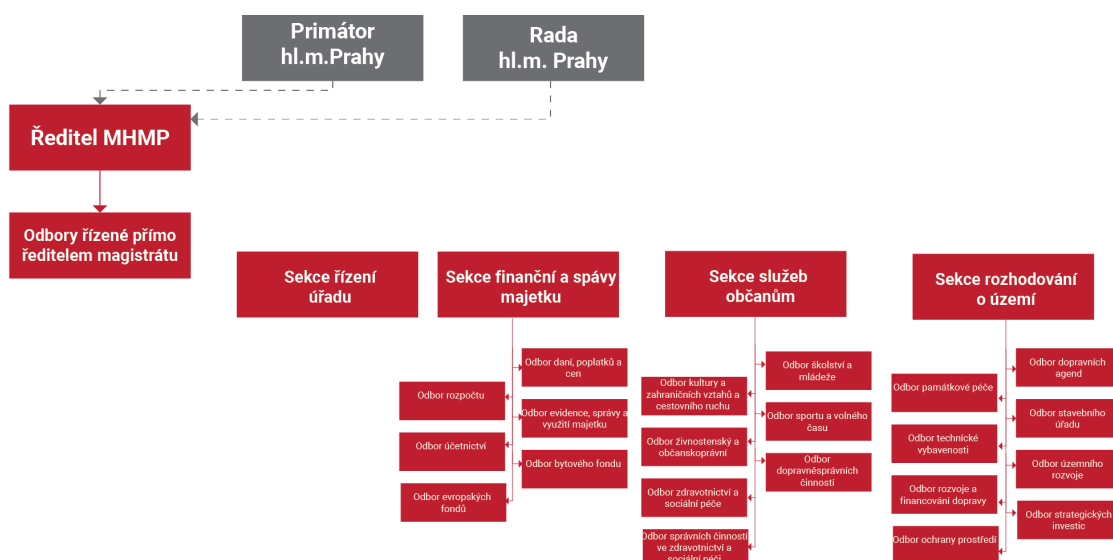 Primátor
hl.m.Prahy
Rada
hl.m. Prahy
Ředitel MHMP
Odbory řízené přímo
ředitelem magistrátu
Sekce řízení
úřadu
Sekce finanční a spávy
majetku
Odbor daní, poplatků a
cen
Odbor rozpočtu
Odbor evidence, správy a
využití majetku
Odbor účetnictví
Odbor bytového fondu
Odbor evropských
fondů
Sekce služeb
občanům
Odbor školství a
mládeže
Odbor kultury a
zahraničních vztahů a
cestovního ruchu
Odbor sportu a volného
času
Odbor živnostenský a
občanskoprávní
Odbor
dopravněsprávních
činností
Odbor zdravotnictví a
sociální péče
Odbor správních činností
ve zdravotnictví a
sociální péči
Sekce rozhodování
o území
Odbor dopravních
agend
Odbor památkové péče
Odbor stavebního
úřadu
Odbor technické
vybavenosti
Odbor územního
rozvoje
Odbor rozvoje a
financování dopravy
Odbor strategických
investic
Odbor ochrany prostředí